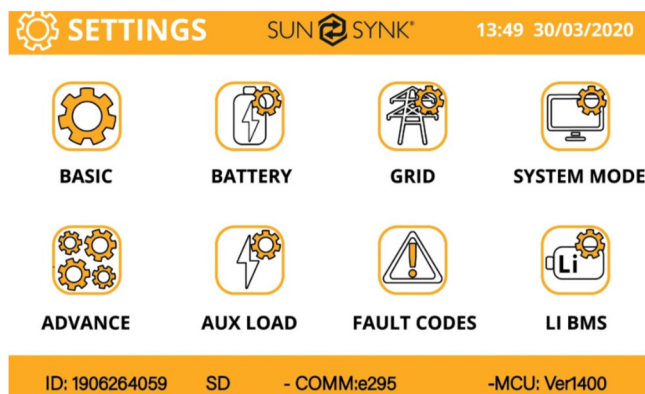 SETTINGS SUN SYNK® 13:49 30/03/2020
BASIC BATTERY GRID SYSTEM MODE
Li
ADVANCE AUX LOAD FAULT CODES LI BMS
ID: 1906264059 SD - COMM:e295 -MCU: Ver1400